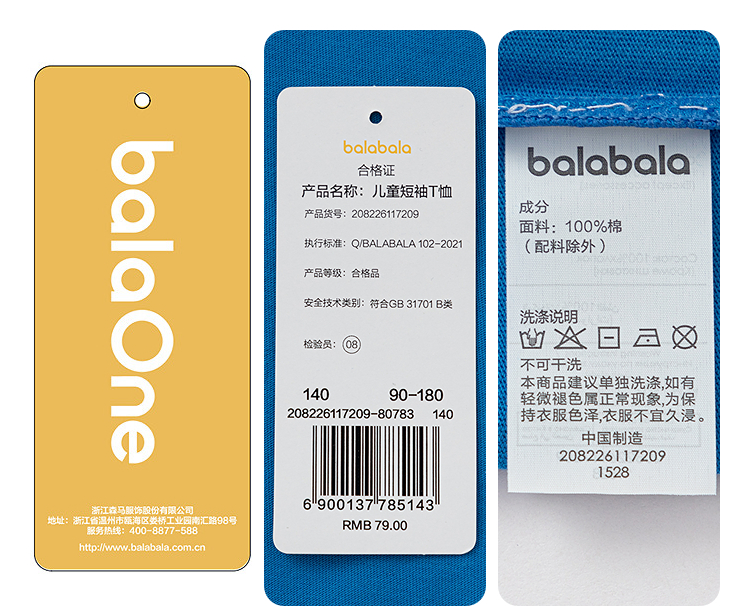 balaOne
浙江森马服饰股份有限公司
地址：浙江省温州市瓯海区娄桥工业园南汇路98号
服务热线：400-8877-588
http://www.balabala.com.cn
balabala
合格证
产品名称：儿童短袖T恤
产品货号：208226117209
执行标准：Q/BALABALA 102-2021
产品等级：合格品
安全技术类别：符合GB 31701 B类
检验员：08
140 90-180
208226117209-80783 140
6 900137 785143
RMB 79.00
balabala
成分
面料：100%棉
（配料除外）
洗涤说明
不可干洗
本商品建议单独洗涤,如有
轻微褪色属正常现象,为保
持衣服色泽,衣服不宜久浸。
中国制造
208226117209
1528